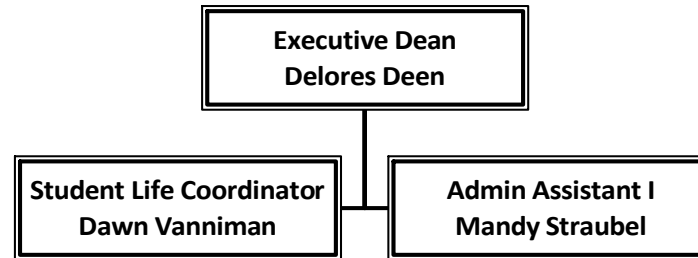 Executive Dean
Delores Deen
Student Life Coordinator
Dawn Vanniman
Admin Assistant I
Mandy Straubel